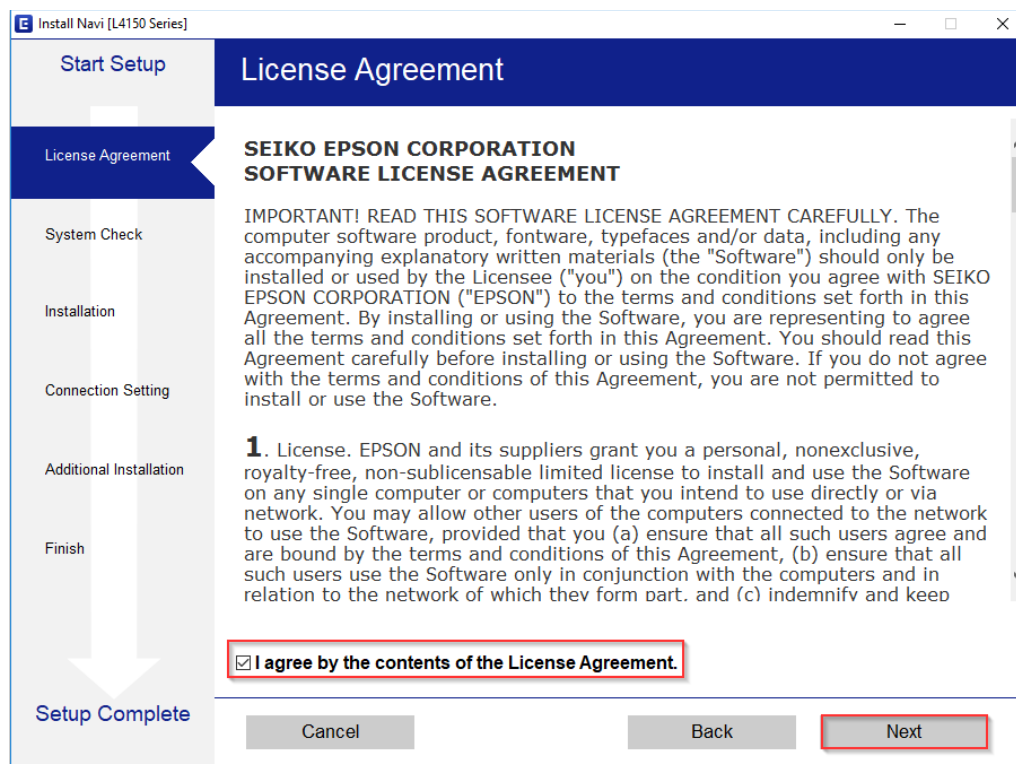 E Install Navi [L4150 Series]
Start Setup
License Agreement
License Agreement
System Check
Installation
Connection Setting
Additional Installation
Finish
Setup Complete
SEIKO EPSON CORPORATION
SOFTWARE LICENSE AGREEMENT
IMPORTANT! READ THIS SOFTWARE LICENSE AGREEMENT CAREFULLY. The
computer software product, fontware, typefaces and/or data, including any
accompanying explanatory written materials (the "Software") should only be
installed or used by the Licensee ("you") on the condition you agree with SEIKO
EPSON CORPORATION ("EPSON") to the terms and conditions set forth in this
Agreement. By installing or using the Software, you are representing to agree
all the terms and conditions set forth in this Agreement. You should read this
Agreement carefully before installing or using the Software. If you do not agree
with the terms and conditions of this Agreement, you are not permitted to
install or use the Software.
1. License. EPSON and its suppliers grant you a personal, nonexclusive,
royalty-free, non-sublicensable limited license to install and use the Software
on any single computer or computers that you intend to use directly or via
network. You may allow other users of the computers connected to the network
to use the Software, provided that you (a) ensure that all such users agree and
are bound by the terms and conditions of this Agreement, (b) ensure that all
such users use the Software only in conjunction with the computers and in
relation to the network of which they form part, and (c) indemnify and keep
I agree by the contents of the License Agreement.
Cancel
Back
Next